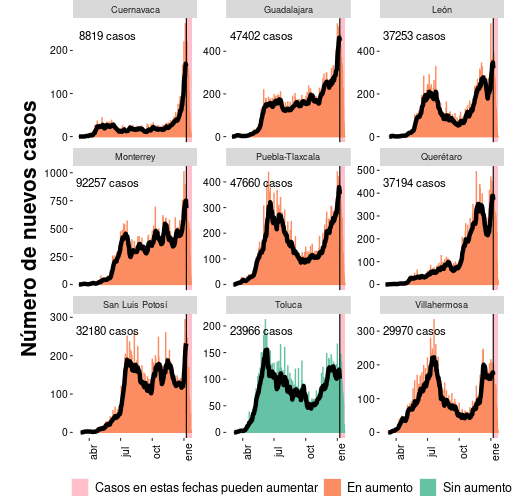 Cuernavaca
Guadalajara
León
8819 casos
47402 casos
37253 casos
200
100
0
400
200
0
400
200
0
Monterrey
Puebla-Tlaxcala
Querétaro
92257 casos
47660 casos
37194 casos
1000
750
500
250
0
400
300
200
100
0
500
400
300
200
100
0
San Luis Potosí
Toluca
Villahermosa
32180 casos
23966 casos
29970 casos
300
200
100
0
200
150
100
50
0
300
200
100
0
abr
jul
oct
ene
abr
jul
oct
ene
abr
jul
oct
ene
Número de nuevos casos
Casos en estas fechas pueden aumentar
En aumento
Sin aumento